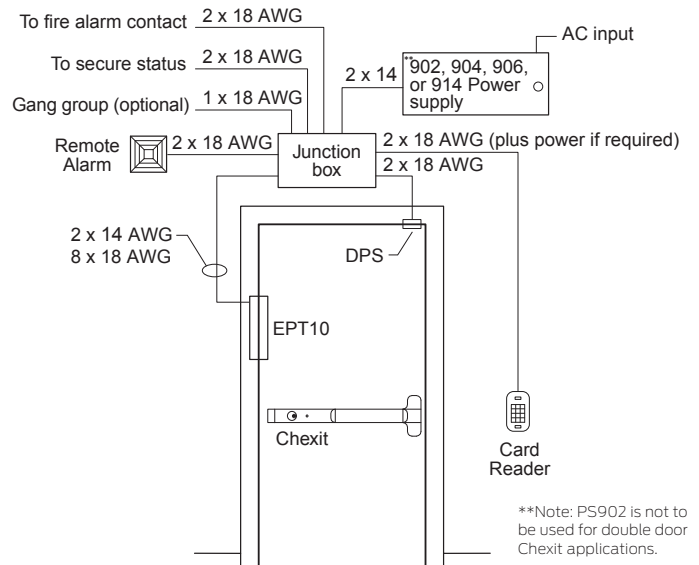 To fire alarm contact
2 x 18 AWG
AC input
To secure status
2 x 18 AWG
**902, 904, 906,
or 914 Power
supply
2 x 14
Gang group (optional)
1 x 18 AWG
Remote
Alarm
2 x 18 AWG
Junction
box
2 x 18 AWG (plus power if required)
2 x 18 AWG
2 x 14 AWG
8 x 18 AWG
DPS
EPT10
Chexit
Card
Reader
**Note: PS902 is not to
be used for double door
Chexit applications.